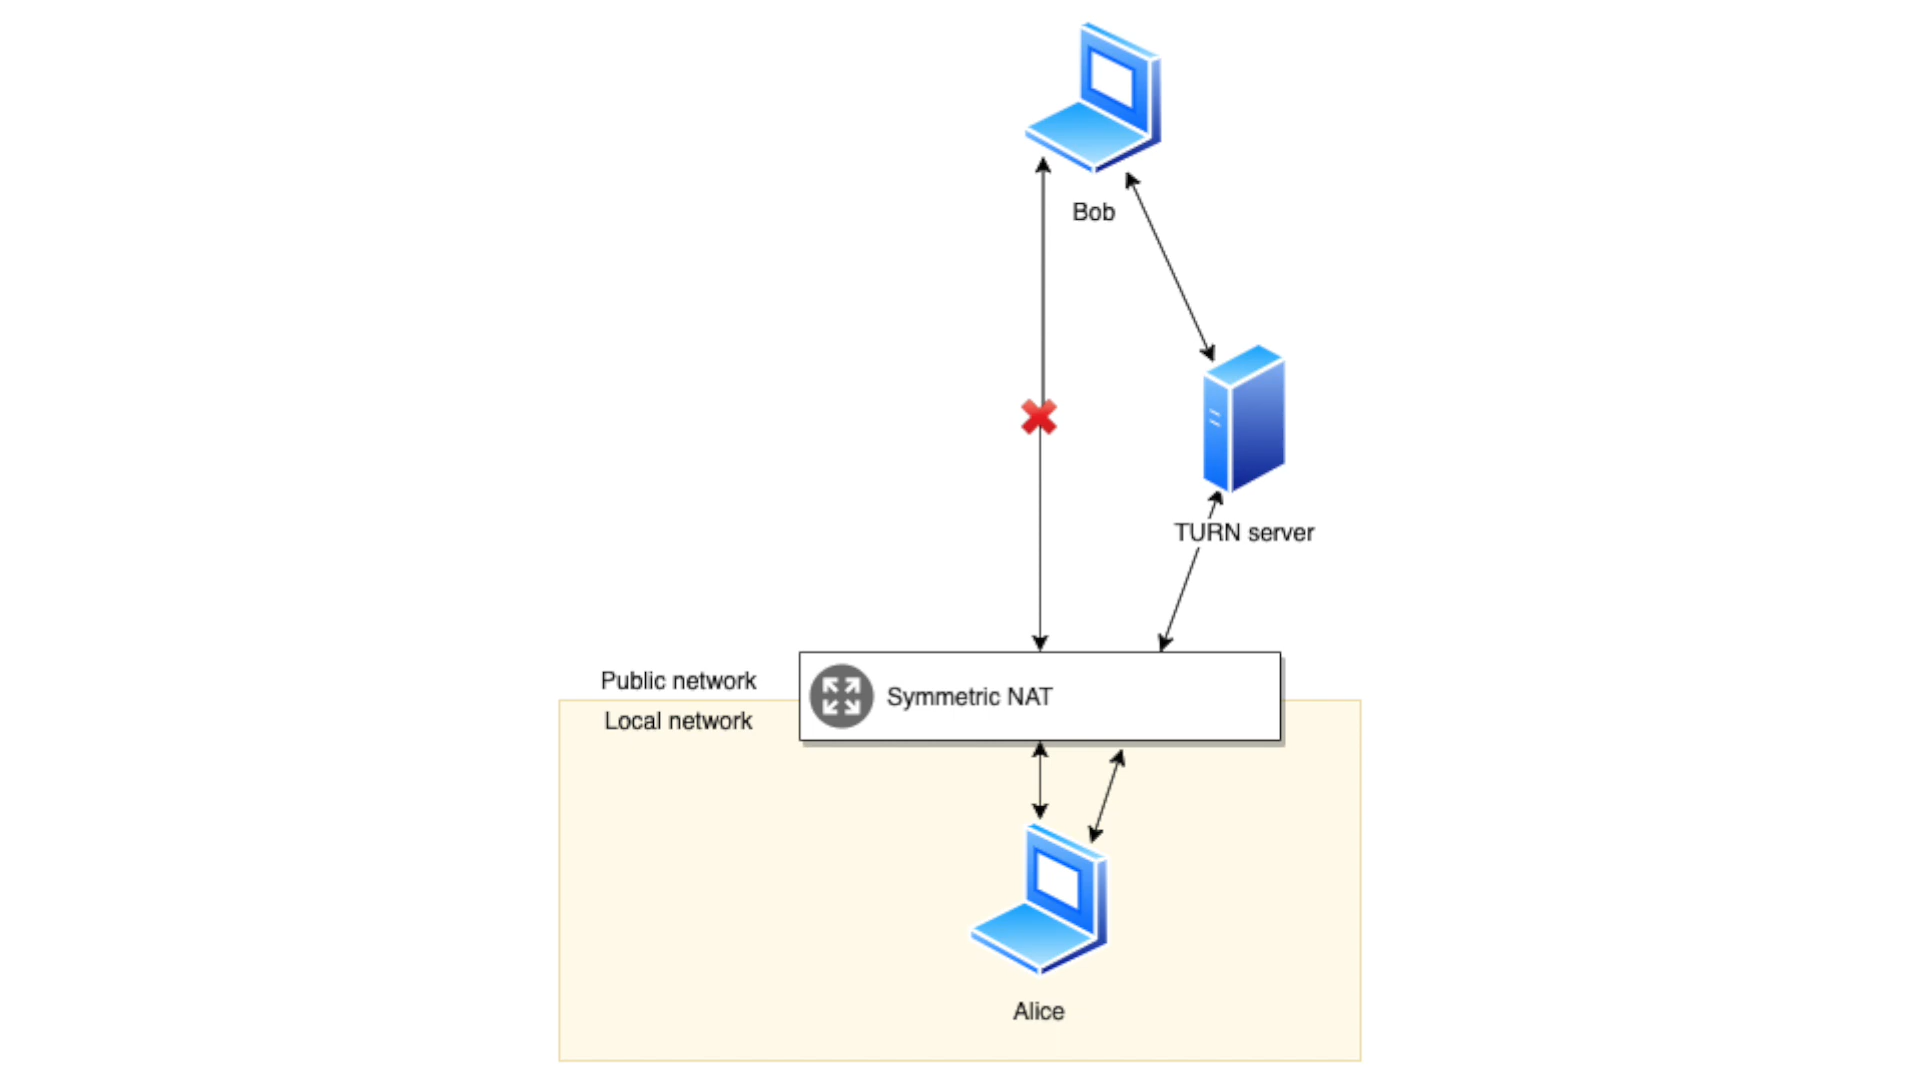 Bob
TURN server
Public network
Symmetric NAT
Local network
Alice